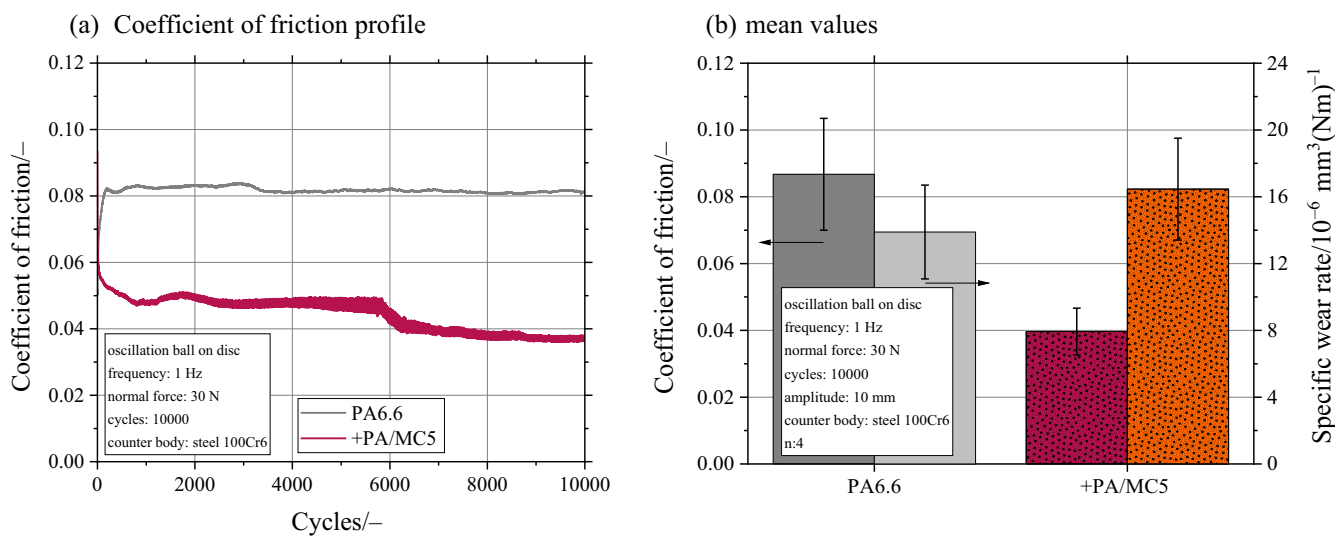 (a) Coefficient of friction profile
0.12
0.10
0.08
0.06
0.04
0.02
0.00
Coefficient of friction/–
oscillation ball on disc
frequency: 1 Hz
normal force: 30 N
cycles: 10000
counter body: steel 100Cr6
PA6.6
+PA/MC5
0 2000 4000 6000 8000 10000
Cycles/–
(b) mean values
0.12
0.10
0.08
0.06
0.04
0.02
0.00
Coefficient of friction/–
oscillation ball on disc
frequency: 1 Hz
normal force: 30 N
cycles: 10000
amplitude: 10 mm
counter body: steel 100Cr6
n:4
PA6.6 +PA/MC5
24
20
16
12
8
4
0
Specific wear rate/10⁻⁶ mm³(Nm)⁻¹